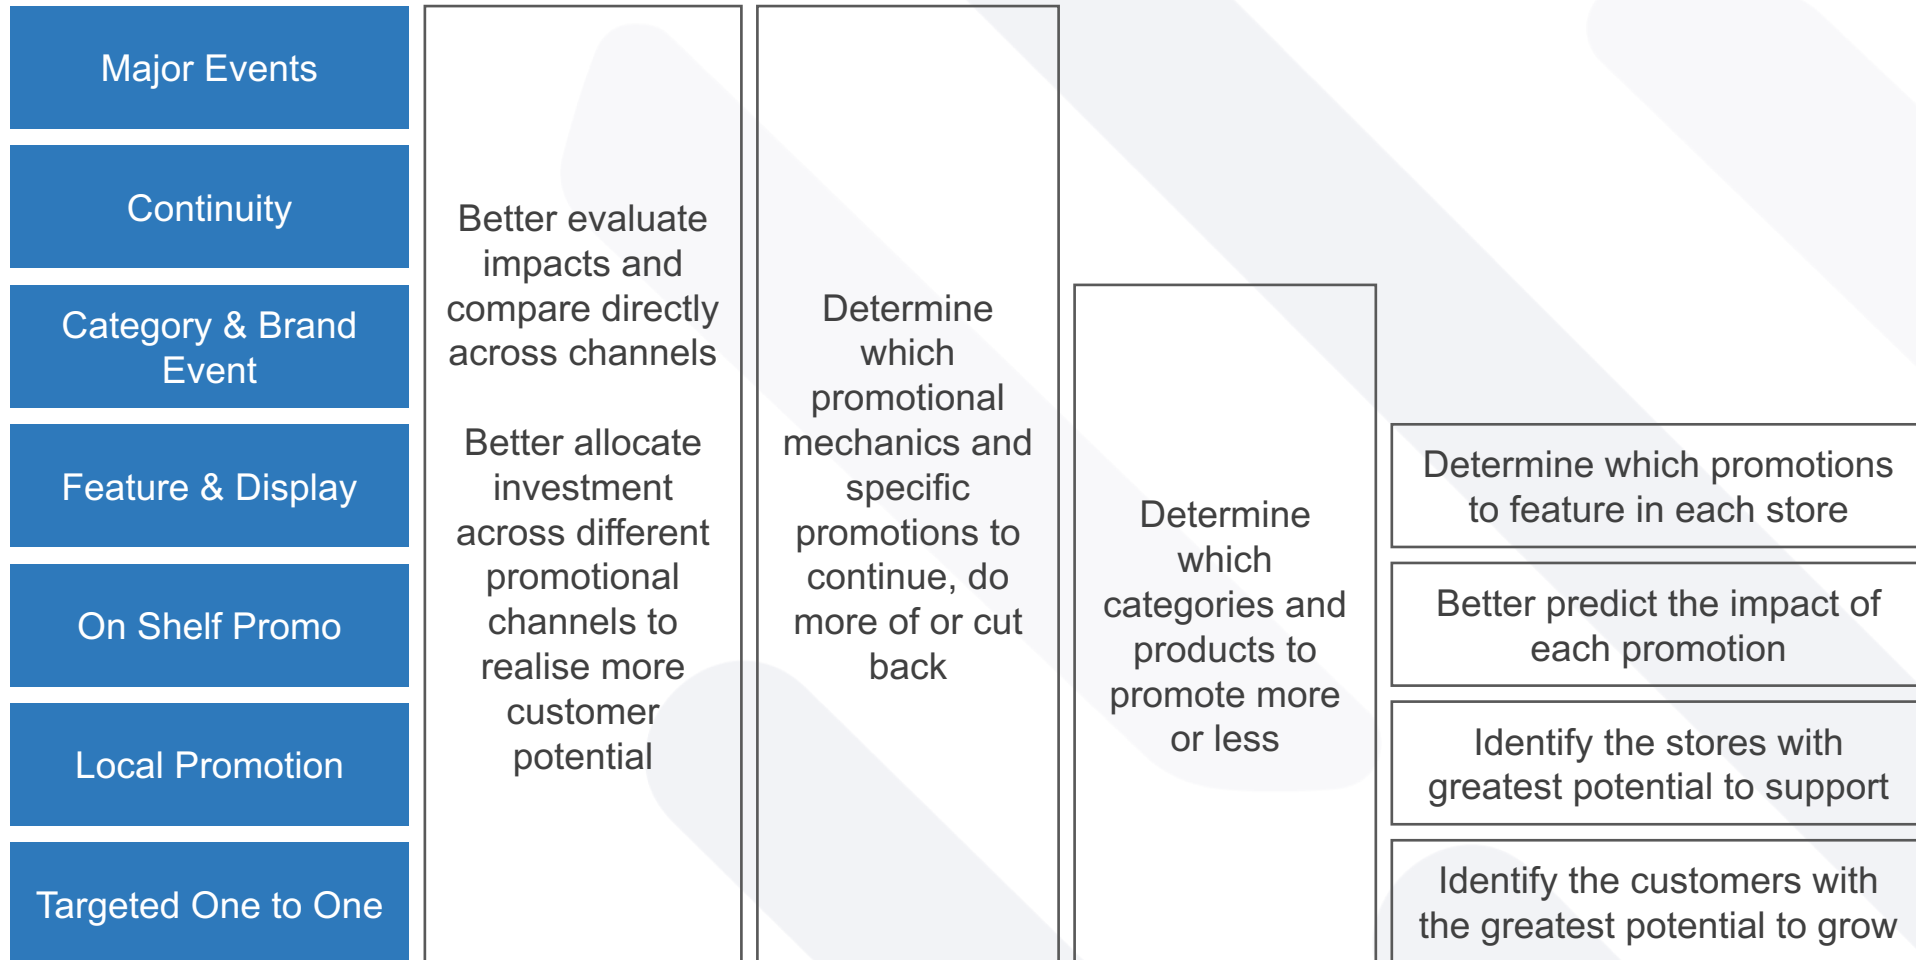 Major Events
Continuity
Category & Brand
Event
Feature & Display
On Shelf Promo
Local Promotion
Targeted One to One
Better evaluate
impacts and
compare directly
across channels
Better allocate
investment
across different
promotional
channels to
realise more
customer
potential
Determine
which
promotional
mechanics and
specific
promotions to
continue, do
more of or cut
back
Determine
which
categories and
products to
promote more
or less
Determine which promotions
to feature in each store
Better predict the impact of
each promotion
Identify the stores with
greatest potential to support
Identify the customers with
the greatest potential to grow